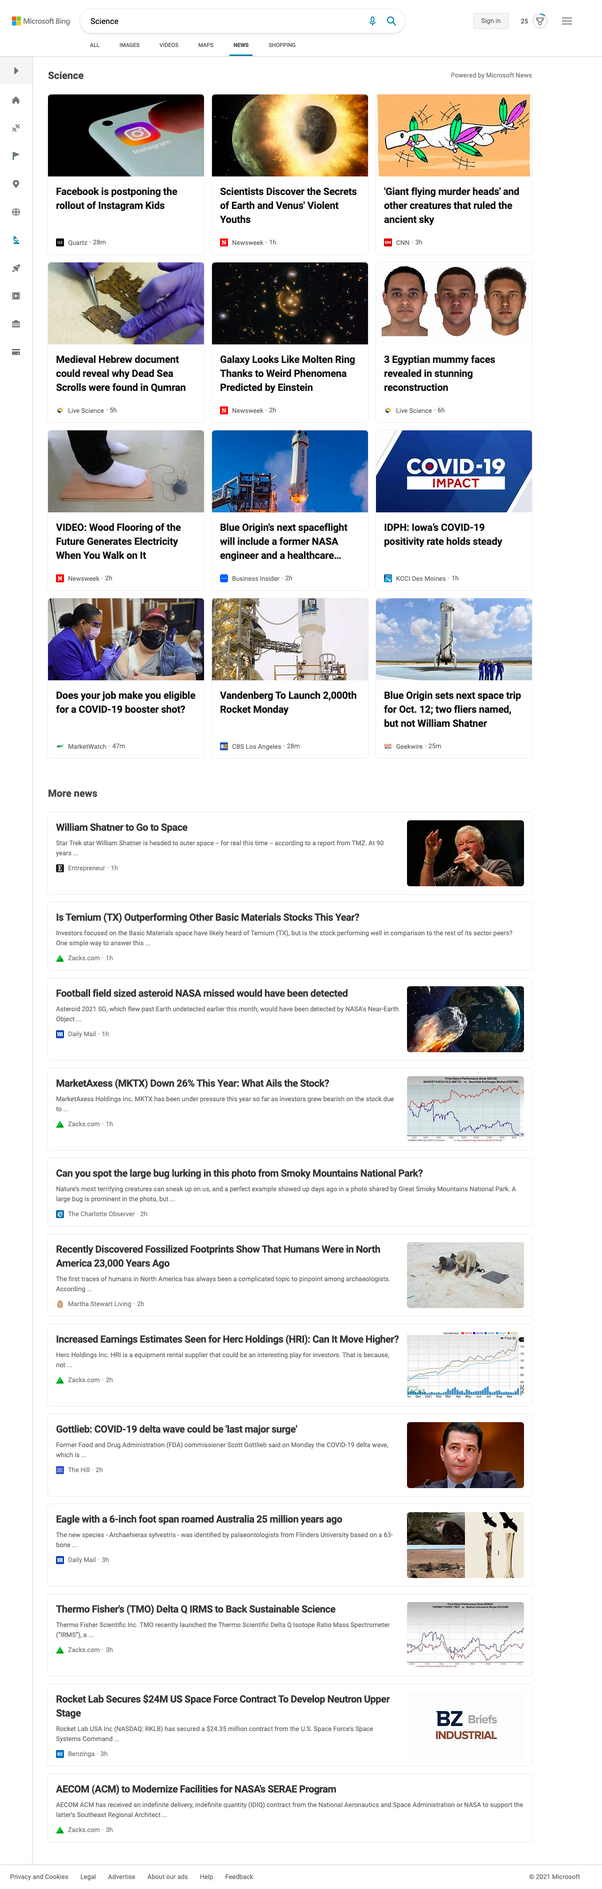 Microsoft Bing
Science
Sign in
25
ALL IMAGES VIDEOS MAPS NEWS SHOPPING
Science
Powered by Microsoft News
Instagram
Facebook is postponing the
rollout of Instagram Kids
Quartz · 28m
Scientists Discover the Secrets
of Earth and Venus' Violent
Youths
Newsweek · 1h
'Giant flying murder heads' and
other creatures that ruled the
ancient sky
CNN · 3h
Medieval Hebrew document
could reveal why Dead Sea
Scrolls were found in Qumran
Live Science · 5h
Galaxy Looks Like Molten Ring
Thanks to Weird Phenomena
Predicted by Einstein
Newsweek · 2h
3 Egyptian mummy faces
revealed in stunning
reconstruction
Live Science · 6h
VIDEO: Wood Flooring of the
Future Generates Electricity
When You Walk on It
Newsweek · 2h
Blue Origin's next spaceflight
will include a former NASA
engineer and a healthcare...
Business Insider · 2h
COVID-19
IMPACT
IDPH: Iowa's COVID-19
positivity rate holds steady
KCCI Des Moines · 1h
Does your job make you eligible
for a COVID-19 booster shot?
MarketWatch · 47m
Vandenberg To Launch 2,000th
Rocket Monday
CBS Los Angeles · 28m
Blue Origin sets next space trip
for Oct. 12; two fliers named,
but not William Shatner
Geekwire · 25m
More news
William Shatner to Go to Space
Star Trek star William Shatner is headed to outer space -- for real this time -- according to a report from TMZ. At 90
years ...
Entrepreneur · 1h
Is Ternium (TX) Outperforming Other Basic Materials Stocks This Year?
Investors focused on the Basic Materials space have likely heard of Ternium (TX), but is the stock performing well in comparison to the rest of its sector peers?
One simple way to answer this ...
Zacks.com · 1h
Football field sized asteroid NASA missed would have been detected
Asteroid 2021 SG, which flew past Earth undetected earlier this month, would have been detected by NASA's Near-Earth
Object ...
Daily Mail · 1h
MarketAxess (MKTX) Down 26% This Year: What Ails the Stock?
MarketAxess Holdings Inc. MKTX has been under pressure this year so far as investors grew bearish on the stock due
to ...
Zacks.com · 1h
Can you spot the large bug lurking in this photo from Smoky Mountains National Park?
Nature's most terrifying creatures can sneak up on us, and a perfect example showed up days ago in a photo shared by Great Smoky Mountains National Park. A
large bug is prominent in the photo, but ...
The Charlotte Observer · 2h
Recently Discovered Fossilized Footprints Show That Humans Were in North
America 23,000 Years Ago
The first traces of humans in North America has always been a complicated topic to pinpoint among archaeologists.
According ...
Martha Stewart Living · 2h
Increased Earnings Estimates Seen for Herc Holdings (HRI): Can It Move Higher?
Herc Holdings Inc. HRI is a equipment rental supplier that could be an interesting play for investors. That is because,
not ...
Zacks.com · 2h
Gottlieb: COVID-19 delta wave could be 'last major surge'
Former Food and Drug Administration (FDA) commissioner Scott Gottlieb said on Monday the COVID-19 delta wave,
which is ...
The Hill · 2h
Eagle with a 6-inch foot span roamed Australia 25 million years ago
The new species - Archaehierax sylvestris - was identified by palaeontologists from Flinders University based on a 63-
bone ...
Daily Mail · 3h
Thermo Fisher's (TMO) Delta Q IRMS to Back Sustainable Science
Thermo Fisher Scientific Inc. TMO recently launched the Thermo Scientific Delta Q Isotope Ratio Mass Spectrometer
("IRMS"), a ...
Zacks.com · 3h
Rocket Lab Secures $24M US Space Force Contract To Develop Neutron Upper
Stage
Rocket Lab USA Inc (NASDAQ: RKLB) has secured a $24.35 million contract from the U.S. Space Force's Space
Systems Command ...
Benzinga · 3h
BZ Briefs
INDUSTRIAL
AECOM (ACM) to Modernize Facilities for NASA's SERAE Program
AECOM ACM has received an indefinite delivery, indefinite quantity (IDIQ) contract from the National Aeronautics and Space Administration or NASA to support the
latter's Southeast Regional Architect ...
Zacks.com · 3h
Privacy and Cookies Legal Advertise About our ads Help Feedback
© 2021 Microsoft